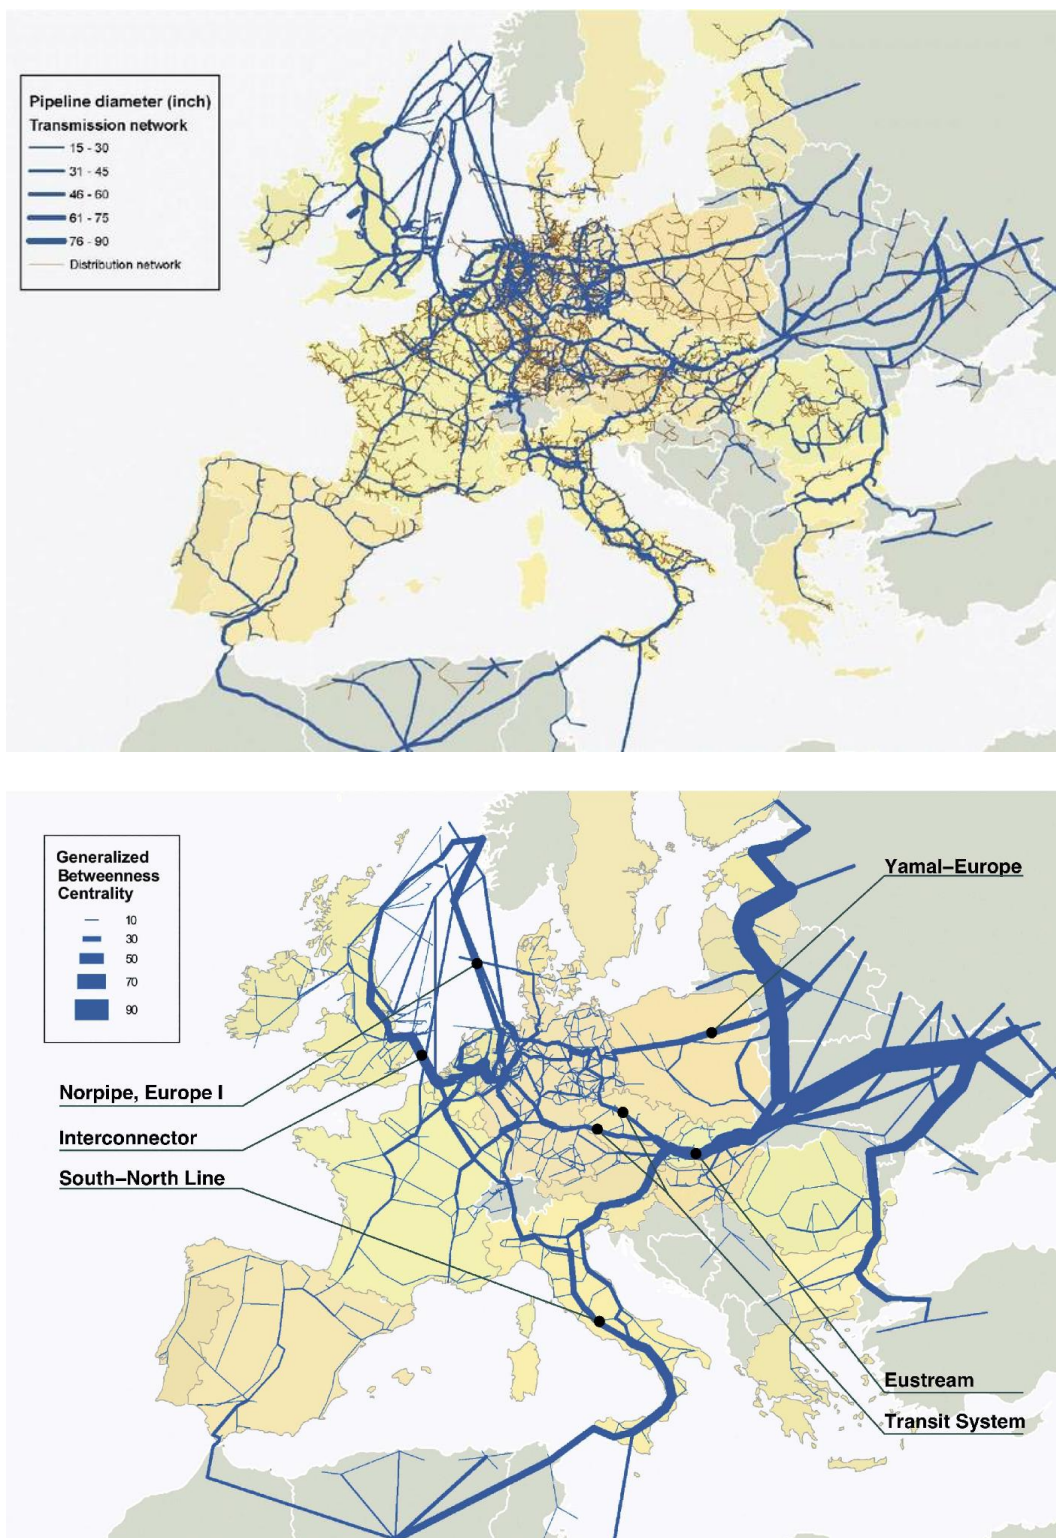 Pipeline diameter (inch)
Transmission network
15 - 30
31 - 45
46 - 60
61 - 75
76 - 90
Distribution network
Generalized
Betweenness
Centrality
10
30
50
70
90
Yamal–Europe
Norpipe, Europe I
Interconnector
South–North Line
Eustream
Transit System